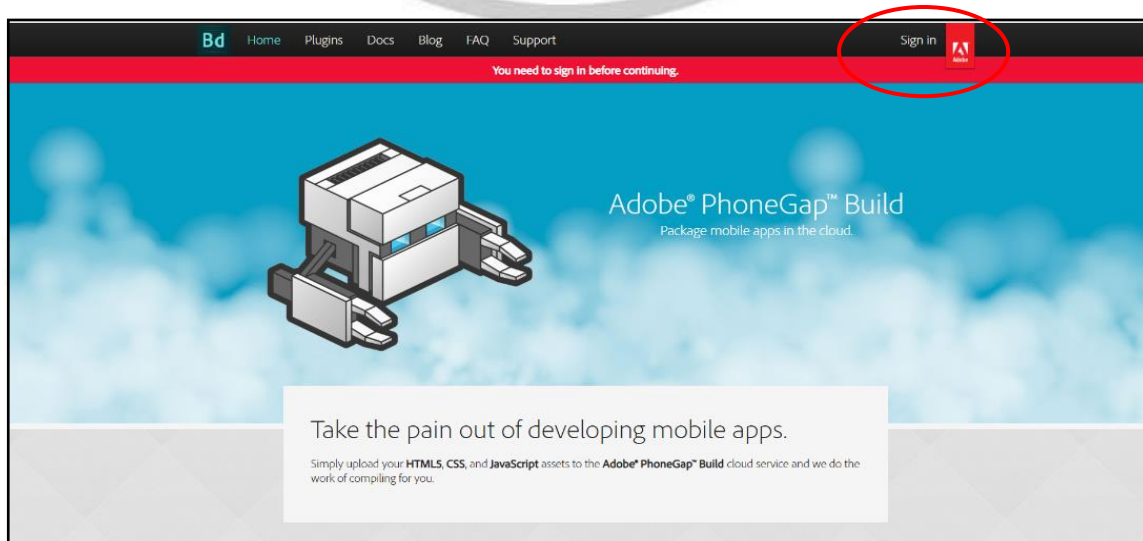 Bd Home Plugins Docs Blog FAQ Support Sign in
Adobe
You need to sign in before continuing.
Adobe® PhoneGap™ Build
Package mobile apps in the cloud.
Take the pain out of developing mobile apps.
Simply upload your HTML5, CSS, and JavaScript assets to the Adobe® PhoneGap™ Build cloud service and we do the
work of compiling for you.